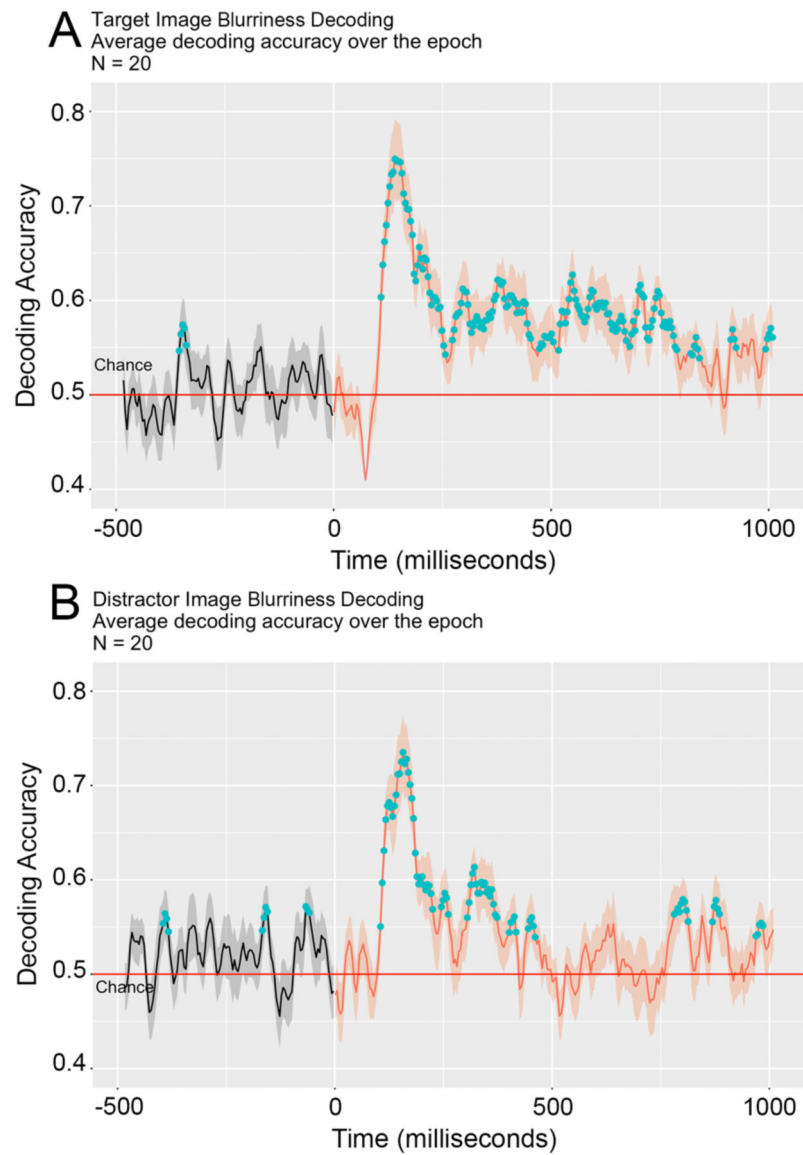 A
Target Image Blurriness Decoding
Average decoding accuracy over the epoch
N = 20
Decoding Accuracy
0.8
0.7
0.6
Chance
0.5
0.4
-500 0 500 1000
Time (milliseconds)
B
Distractor Image Blurriness Decoding
Average decoding accuracy over the epoch
N = 20
Decoding Accuracy
0.8
0.7
0.6
0.5
Chance
0.4
-500 0 500 1000
Time (milliseconds)